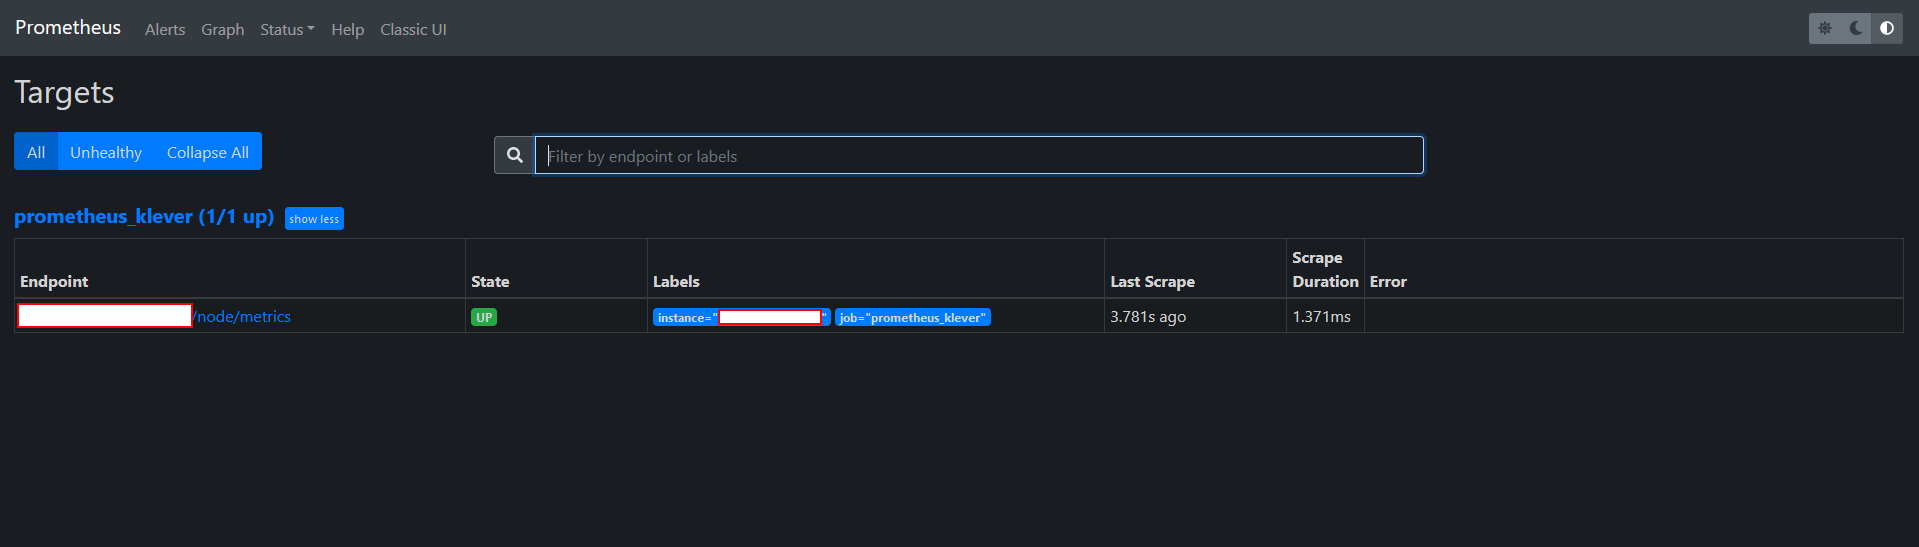 Prometheus Alerts Graph Status Help Classic UI
Targets
All Unhealthy Collapse All
Filter by endpoint or labels
prometheus_klever (1/1 up) show less
Endpoint State Labels Last Scrape Scrape Duration Error
/node/metrics UP instance=" " job="prometheus_klever" 3.781s ago 1.371ms